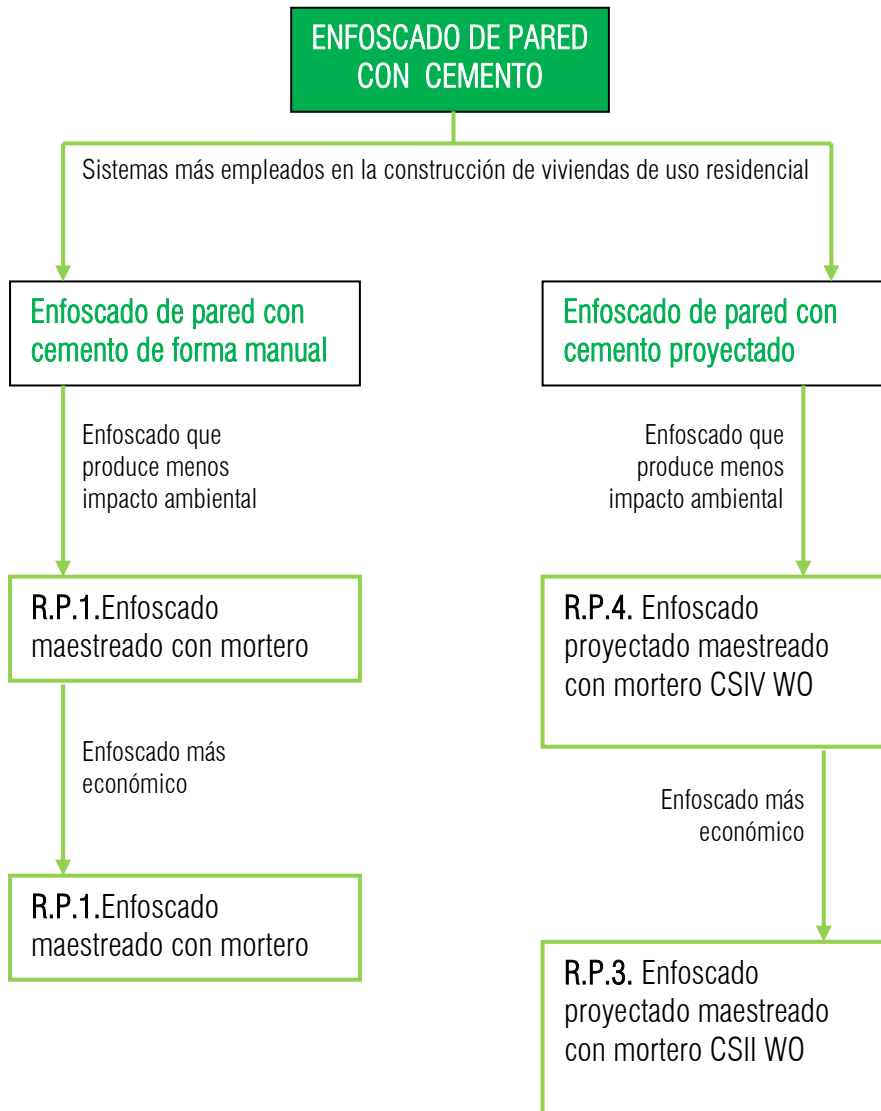 ENFOSCADO DE PARED
CON CEMENTO
Sistemas más empleados en la construcción de viviendas de uso residencial
Enfoscado de pared con
cemento de forma manual
Enfoscado de pared con
cemento proyectado
Enfoscado que
produce menos
impacto ambiental
Enfoscado que
produce menos
impacto ambiental
R.P.1.Enfoscado
maestreado con mortero
R.P.4. Enfoscado
proyectado maestreado
con mortero CSIV WO
Enfoscado más
económico
Enfoscado más
económico
R.P.1.Enfoscado
maestreado con mortero
R.P.3. Enfoscado
proyectado maestreado
con mortero CSII WO